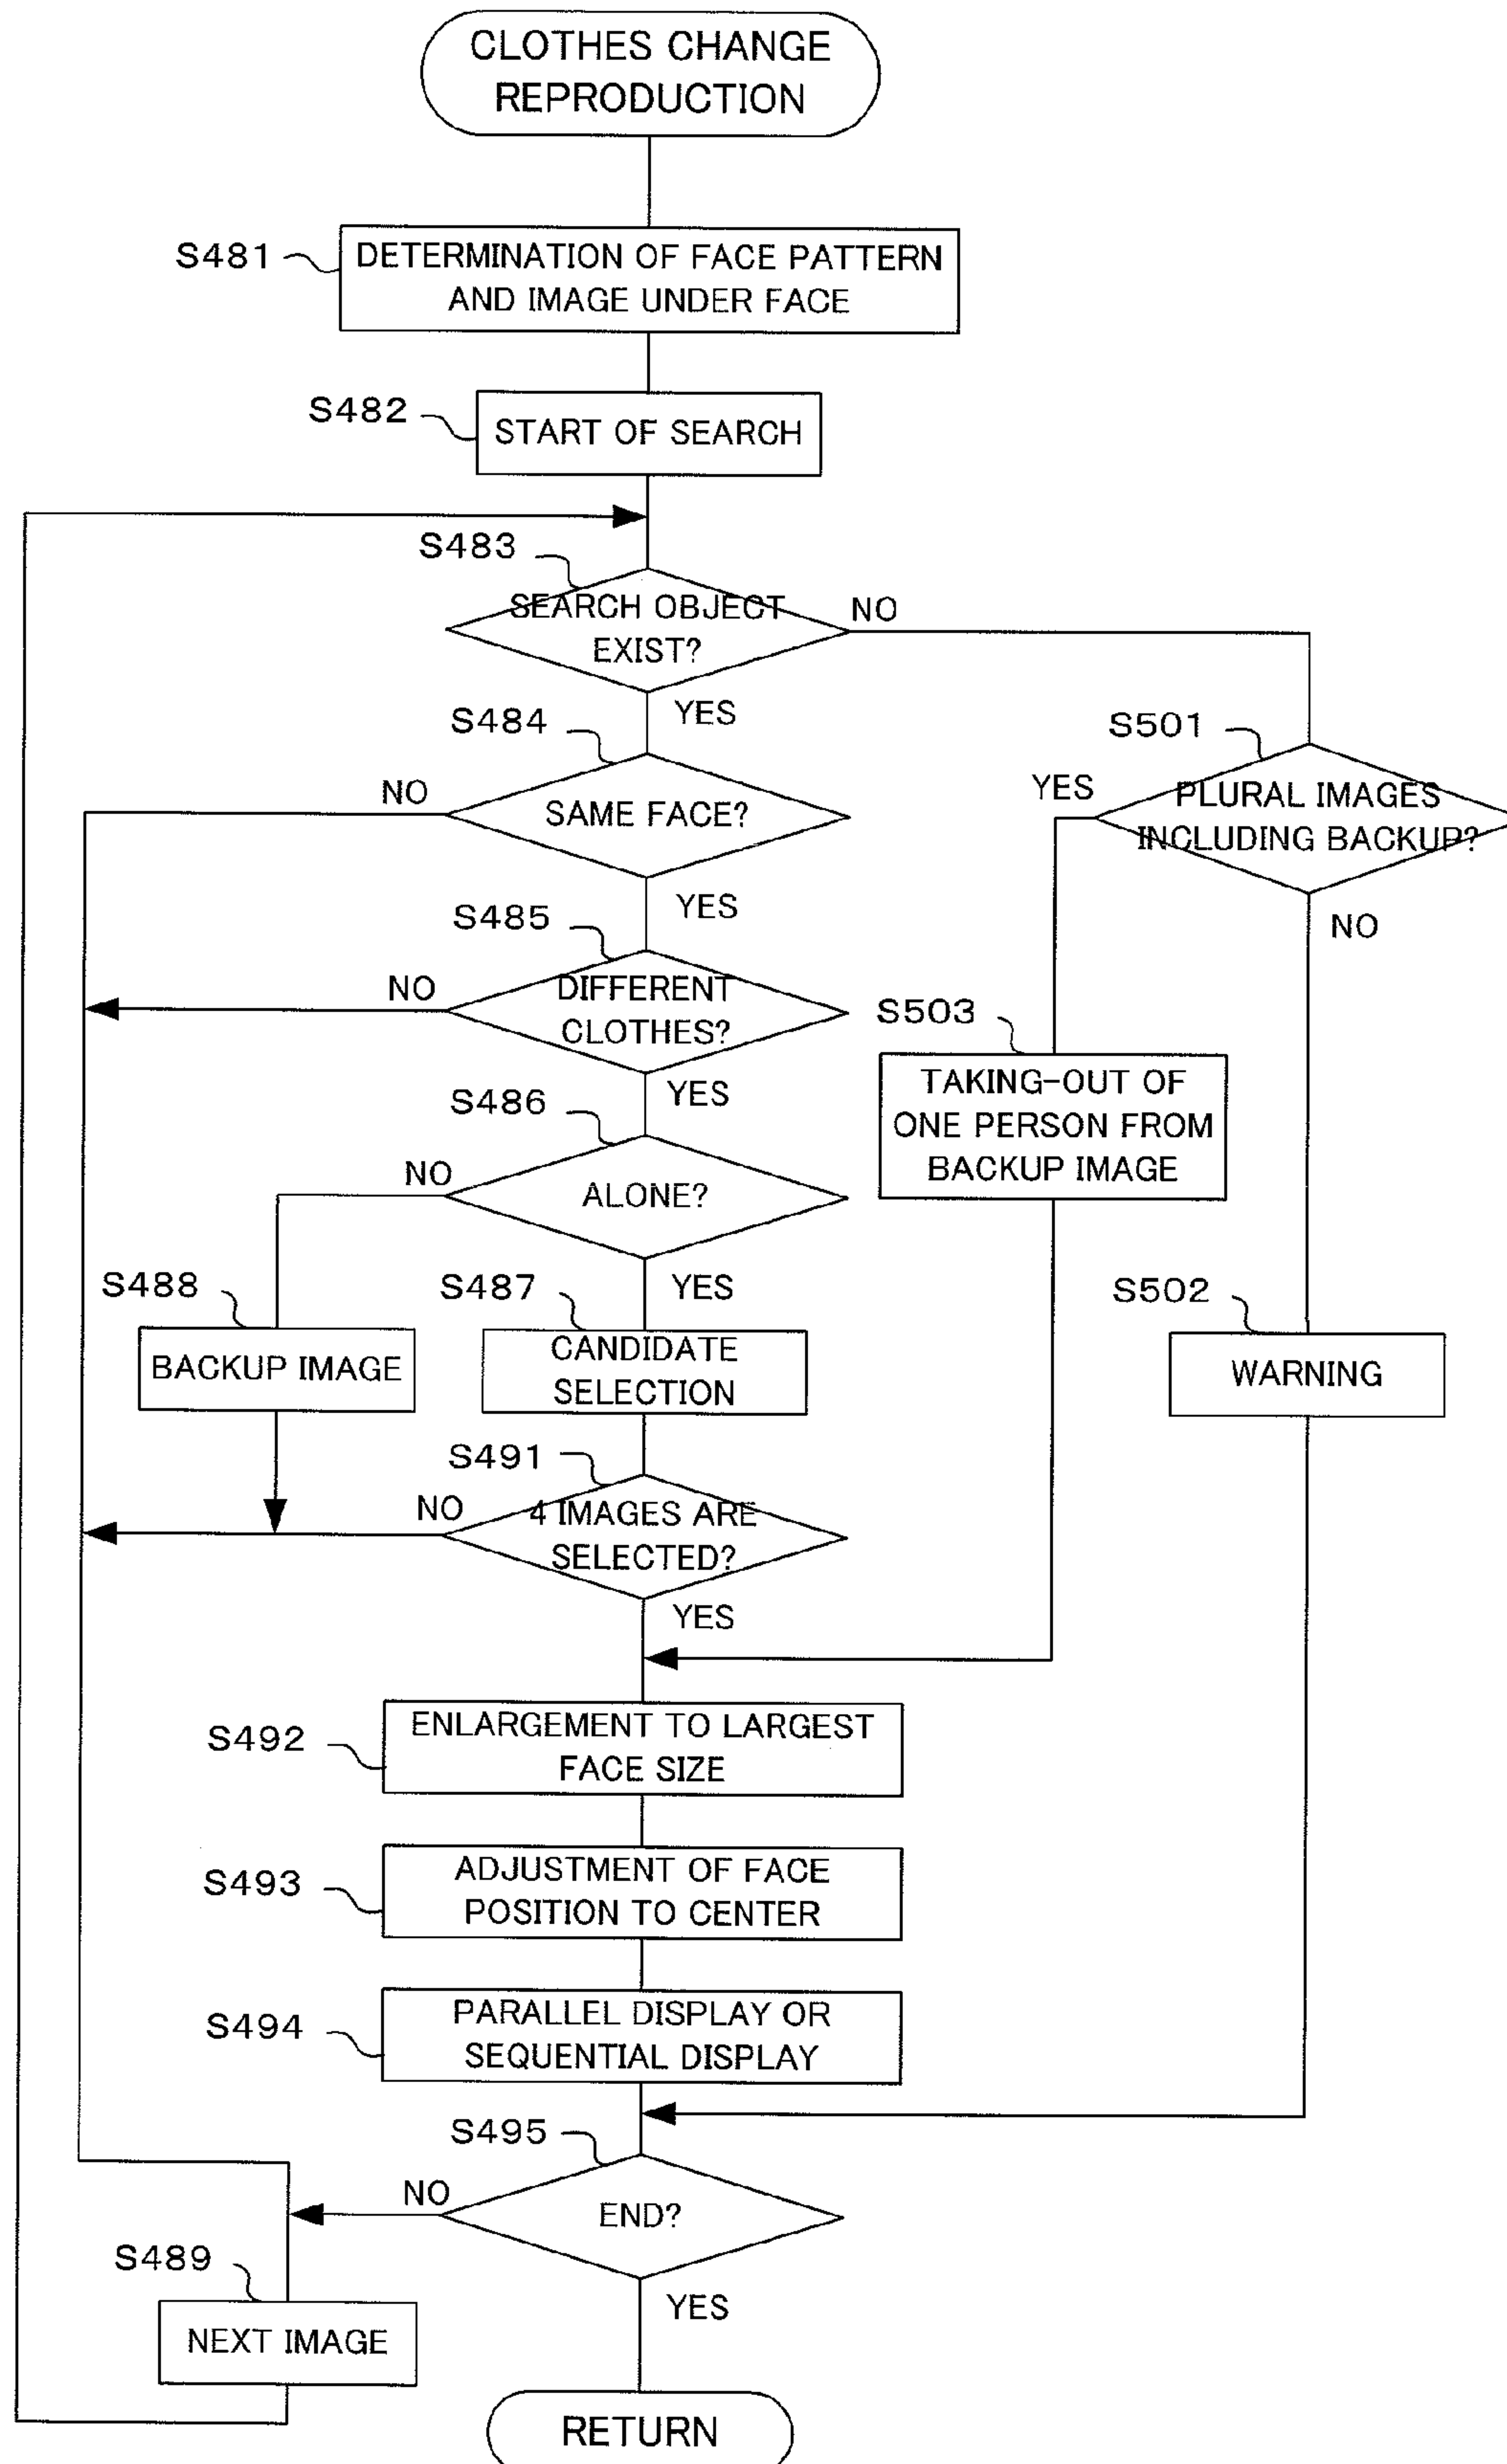 CLOTHES CHANGE
REPRODUCTION
S481
DETERMINATION OF FACE PATTERN
AND IMAGE UNDER FACE
S482
START OF SEARCH
S483
SEARCH OBJECT
EXIST?
NO
YES
S484
SAME FACE?
NO
YES
S501
PLURAL IMAGES
INCLUDING BACKUP?
YES
NO
S485
DIFFERENT
CLOTHES?
NO
YES
S503
TAKING-OUT OF
ONE PERSON FROM
BACKUP IMAGE
S486
ALONE?
NO
YES
S488
BACKUP IMAGE
S487
CANDIDATE
SELECTION
S502
WARNING
S491
4 IMAGES ARE
SELECTED?
NO
YES
S492
ENLARGEMENT TO LARGEST
FACE SIZE
S493
ADJUSTMENT OF FACE
POSITION TO CENTER
S494
PARALLEL DISPLAY OR
SEQUENTIAL DISPLAY
S495
END?
NO
YES
S489
NEXT IMAGE
RETURN